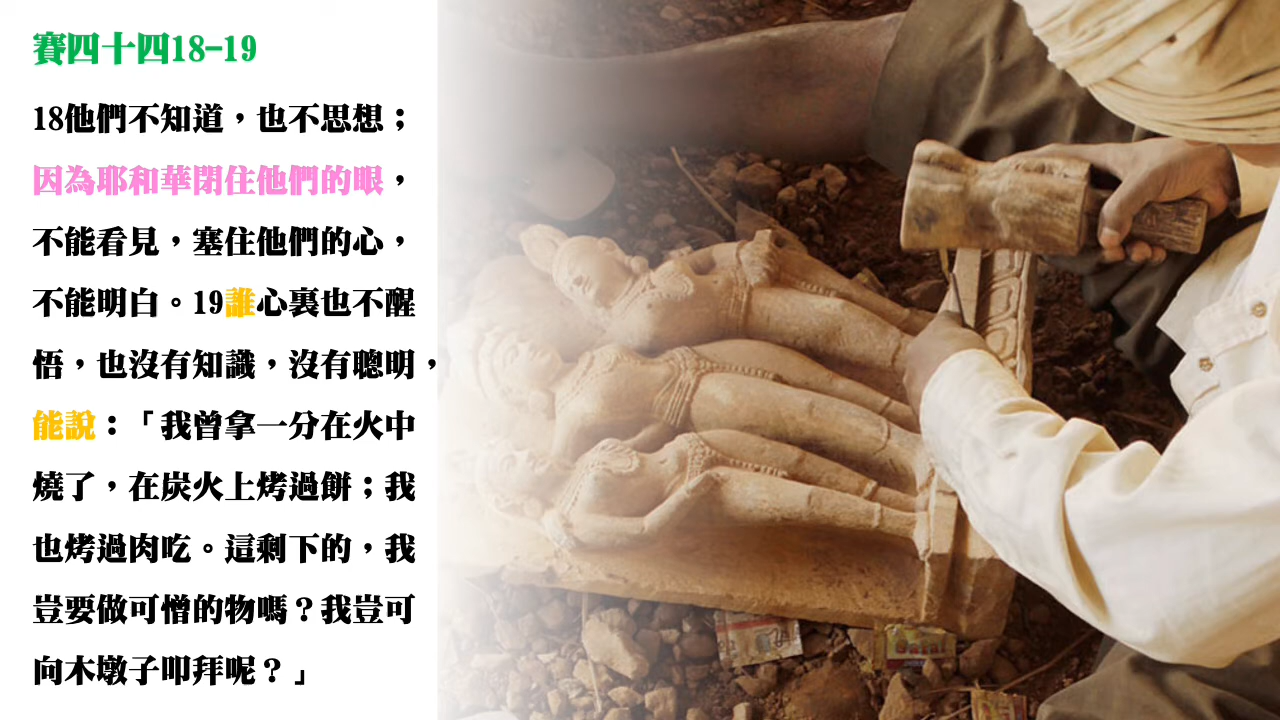 賽四十四18-19
18他們不知道，也不思想；
因為耶和華閉住他們的眼，
不能看見，塞住他們的心，
不能明白。19誰心裏也不醒
悟，也沒有知識，沒有聰明，
能說：「我曾拿一分在火中
燒了，在炭火上烤過餅；我
也烤過肉吃。這剩下的，我
豈要做可憎的物嗎？我豈可
向木墩子叩拜呢？」